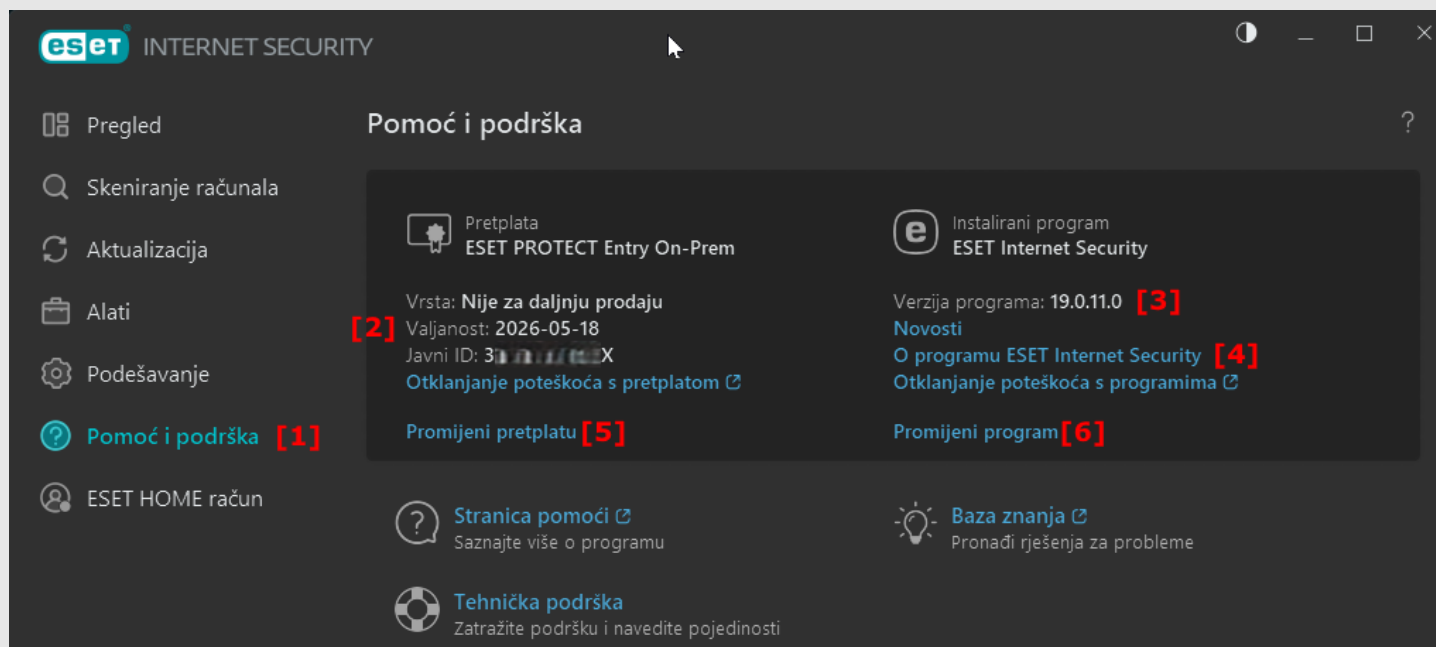 eseT INTERNET SECURITY
Pregled
Skeniranje računala
Aktualizacija
Alati
Podešavanje
Pomoć i podrška [1]
ESET HOME račun
Pomoć i podrška
?
Pretplata
ESET PROTECT Entry On-Prem
Vrsta: Nije za daljnju prodaju
[2] Valjanost: 2026-05-18
Javni ID: 3 X
Otklanjanje poteškoća s pretplatom
Promijeni pretplatu [5]
e
Instalirani program
ESET Internet Security
Verzija programa: 19.0.11.0 [3]
Novosti
O programu ESET Internet Security [4]
Otklanjanje poteškoća s programima
Promijeni program [6]
Stranica pomoći
Saznajte više o programu
Baza znanja
Pronađi rješenja za probleme
Tehnička podrška
Zatražite podršku i navedite pojedinosti